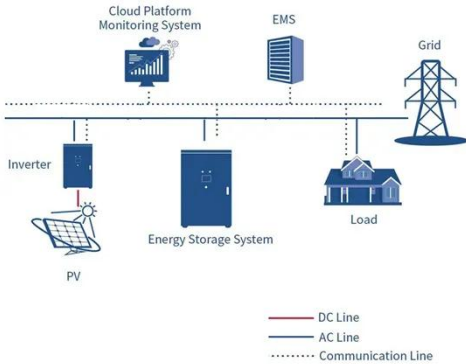 Cloud Platform
Monitoring System
EMS
Grid
Inverter
Energy Storage System
Load
PV
DC Line
AC Line
Communication Line